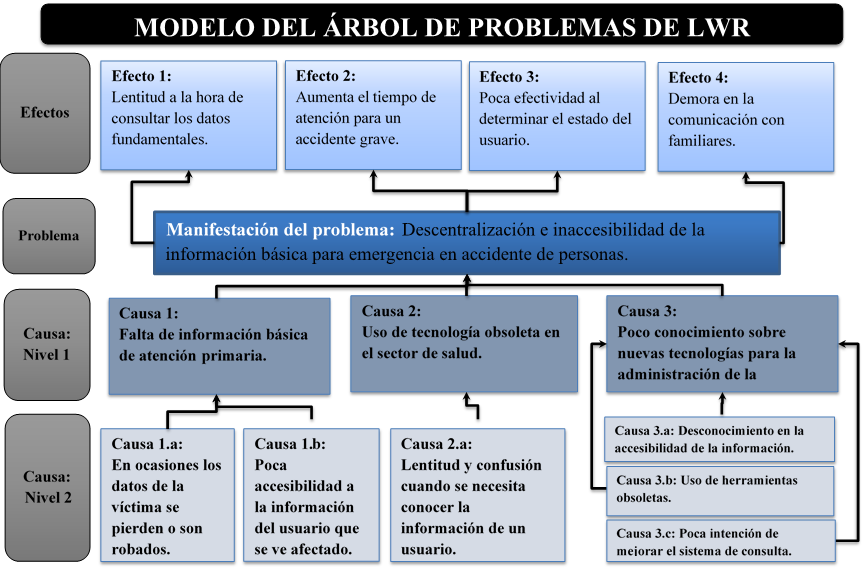 MODELO DEL ÁRBOL DE PROBLEMAS DE LWR
Efectos
Efecto 1:
Lentitud a la hora de
consultar los datos
fundamentales.
Efecto 2:
Aumenta el tiempo de
atención para un
accidente grave.
Efecto 3:
Poca efectividad al
determinar el estado del
usuario.
Efecto 4:
Demora en la
comunicación con
familiares.
Problema
Manifestación del problema: Descentralización e inaccesibilidad de la
información básica para emergencia en accidente de personas.
Causa:
Nivel 1
Causa 1:
Falta de información básica
de atención primaria.
Causa 2:
Uso de tecnología obsoleta en
el sector de salud.
Causa 3:
Poco conocimiento sobre
nuevas tecnologías para la
administración de la
Causa:
Nivel 2
Causa 1.a:
En ocasiones los
datos de la
víctima se
pierden o son
robados.
Causa 1.b:
Poca
accesibilidad a
la información
del usuario que
se ve afectado.
Causa 2.a:
Lentitud y confusión
cuando se necesita
conocer la
información de un
usuario.
Causa 3.a: Desconocimiento en la
accesibilidad de la información.
Causa 3.b: Uso de herramientas
obsoletas.
Causa 3.c: Poca intención de
mejorar el sistema de consulta.